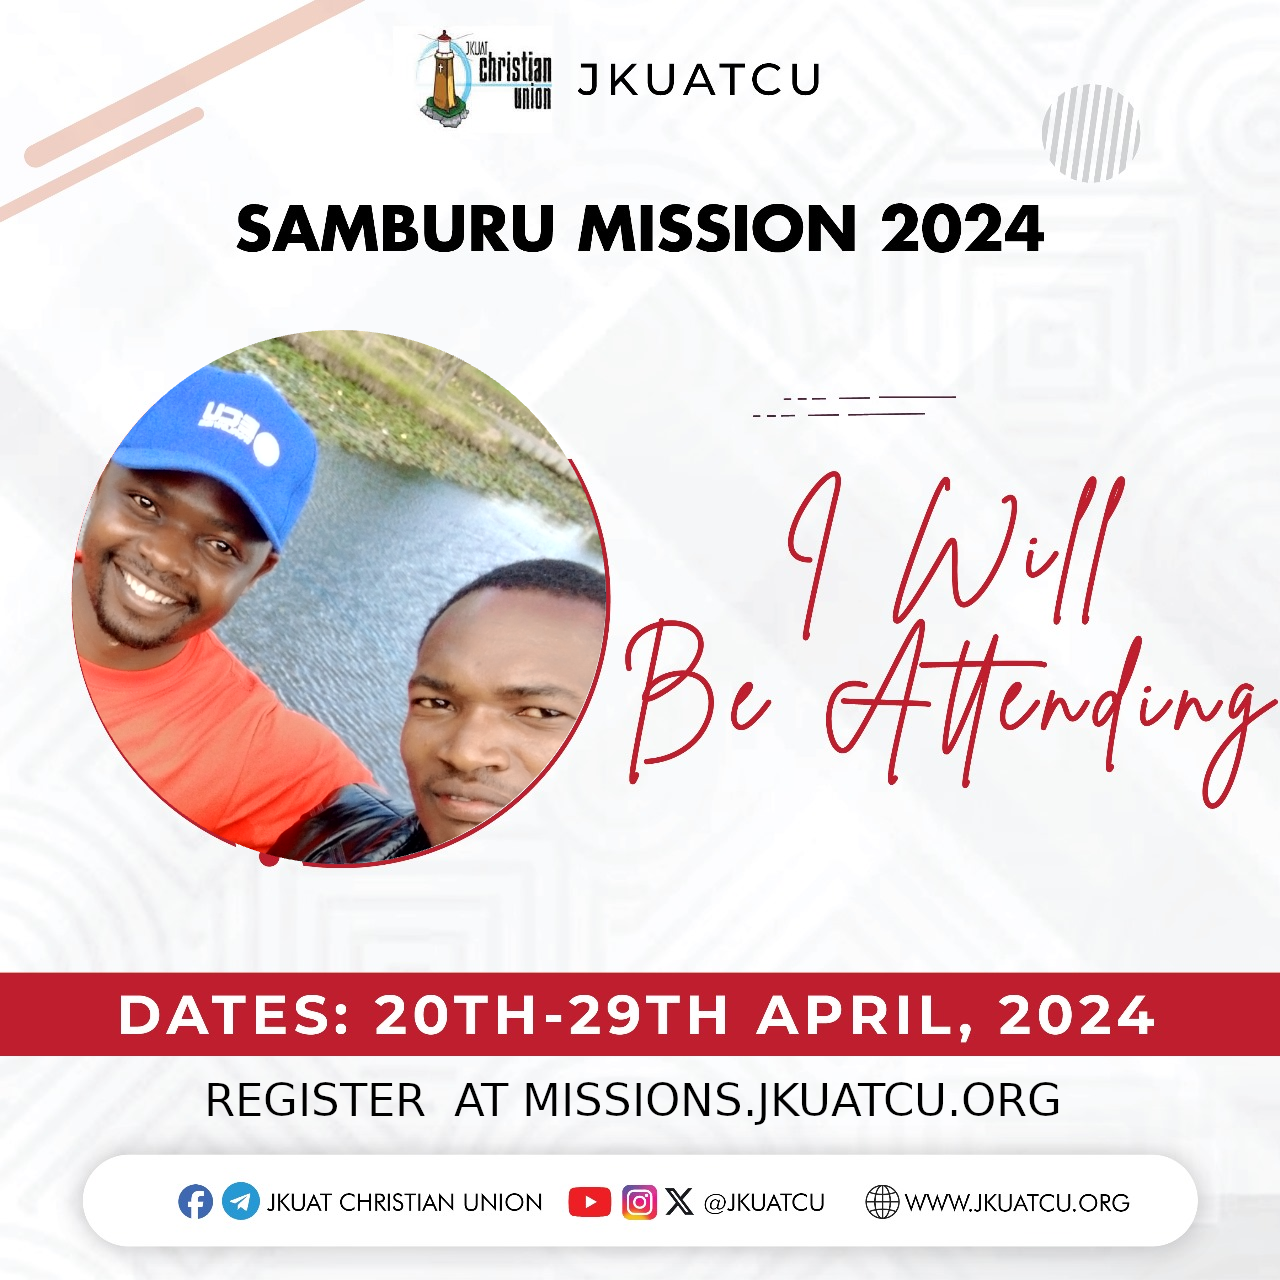 JKUAT
christian
union
JKUATCU
SAMBURU MISSION 2024
I Will
Be Attending
DATES: 20TH-29TH APRIL, 2024
REGISTER  AT MISSIONS.JKUATCU.ORG
JKUAT CHRISTIAN UNION @JKUATCU WWW.JKUATCU.ORG